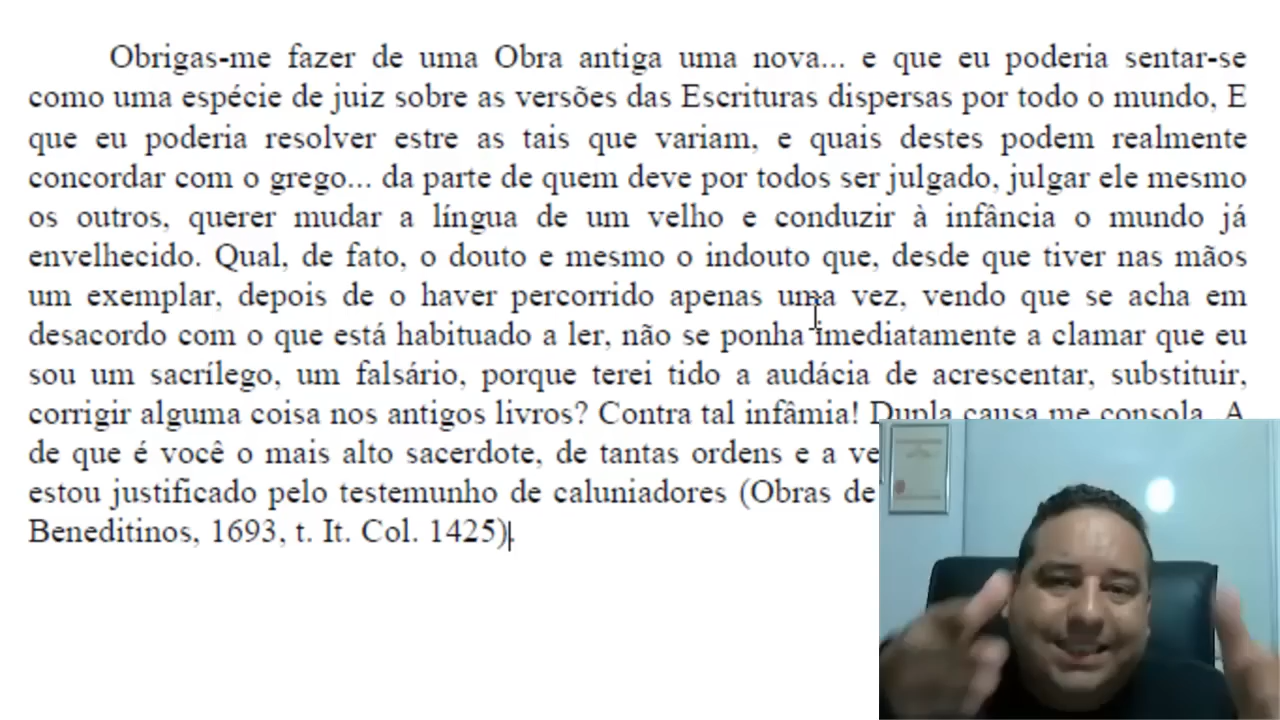 Obrigas-me fazer de uma Obra antiga uma nova... e que eu poderia sentar-se
como uma espécie de juiz sobre as versões das Escrituras dispersas por todo o mundo, E
que eu poderia resolver estre as tais que variam, e quais destes podem realmente
concordar com o grego... da parte de quem deve por todos ser julgado, julgar ele mesmo
os outros, querer mudar a língua de um velho e conduzir à infância o mundo já
envelhecido. Qual, de fato, o douto e mesmo o indouto que, desde que tiver nas mãos
um exemplar, depois de o haver percorrido apenas uma vez, vendo que se acha em
desacordo com o que está habituado a ler, não se ponha imediatamente a clamar que eu
sou um sacrílego, um falsário, porque terei tido a audácia de acrescentar, substituir,
corrigir alguma coisa nos antigos livros? Contra tal infâmia! Dupla causa me consola. A
de que é você o mais alto sacerdote, de tantas ordens e a ve
estou justificado pelo testemunho de caluniadores (Obras de
Beneditinos, 1693, t. It. Col. 1425)